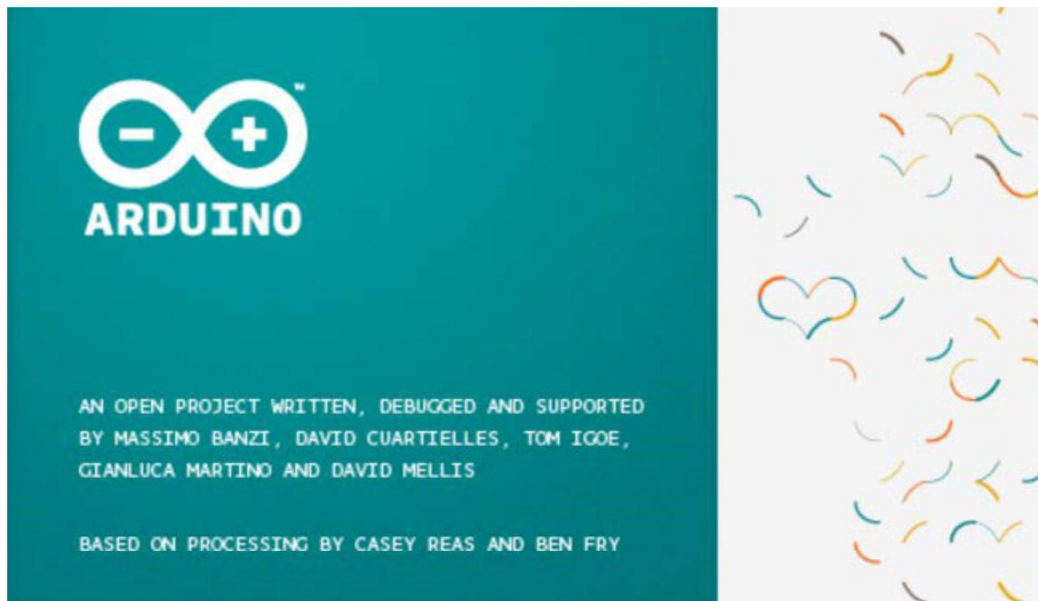 ARDUINO
AN OPEN PROJECT WRITTEN, DEBUGGED AND SUPPORTED
BY MASSIMO BANZI, DAVID CUARTIELLES, TOM IGOE,
GIANLUCA MARTINO AND DAVID MELLIS
BASED ON PROCESSING BY CASEY REAS AND BEN FRY